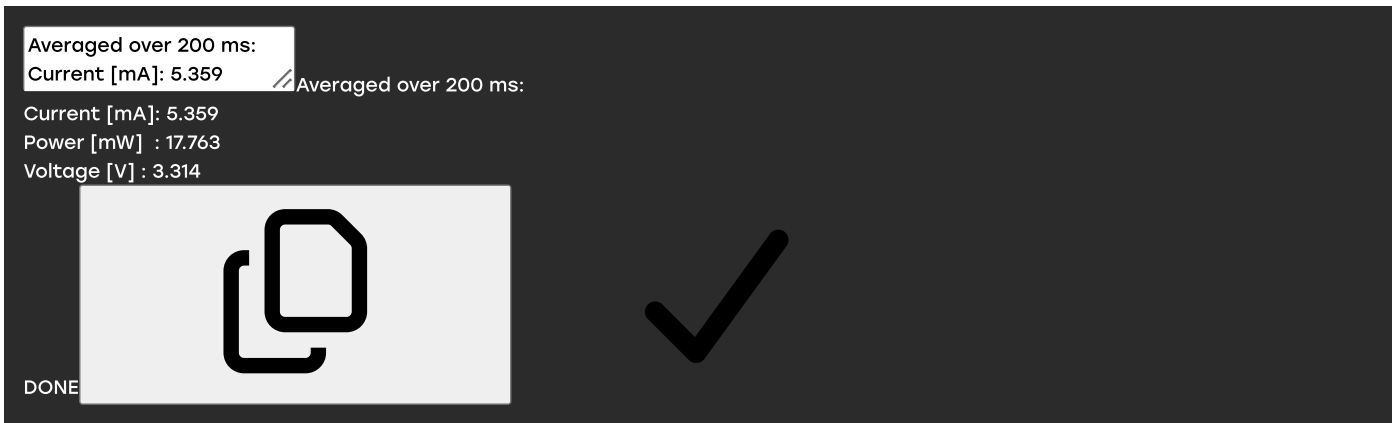 Averaged over 200 ms:
Current [mA]: 5.359
Averaged over 200 ms:
Current [mA]: 5.359
Power [mW]  : 17.763
Voltage [V] : 3.314
DONE